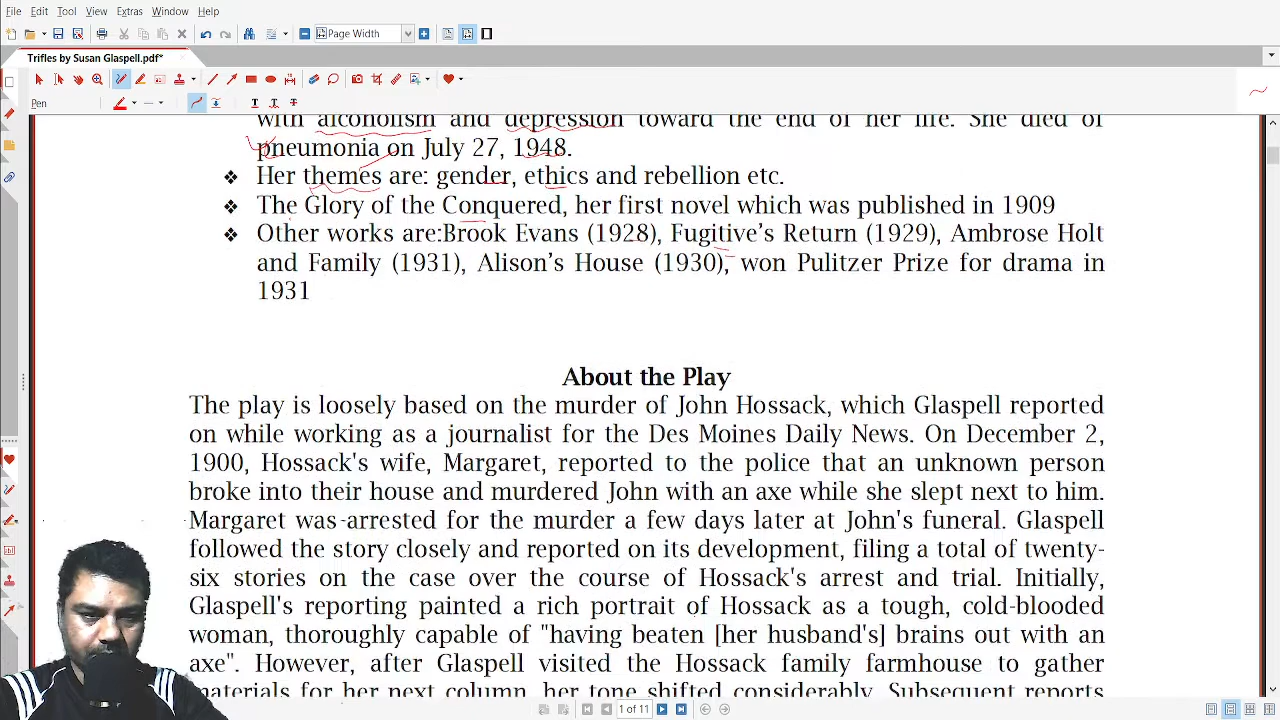 File Edit Tool View Extras Window Help
Page Width
Trifles by Susan Glaspell.pdf*
Pen
with alcoholism and depression toward the end of her life. She died of
pneumonia on July 27, 1948.
❖ Her themes are: gender, ethics and rebellion etc.
❖ The Glory of the Conquered, her first novel which was published in 1909
❖ Other works are:Brook Evans (1928), Fugitive's Return (1929), Ambrose Holt
and Family (1931), Alison's House (1930), won Pulitzer Prize for drama in
1931
About the Play
The play is loosely based on the murder of John Hossack, which Glaspell reported
on while working as a journalist for the Des Moines Daily News. On December 2,
1900, Hossack's wife, Margaret, reported to the police that an unknown person
broke into their house and murdered John with an axe while she slept next to him.
Margaret was arrested for the murder a few days later at John's funeral. Glaspell
followed the story closely and reported on its development, filing a total of twenty-
six stories on the case over the course of Hossack's arrest and trial. Initially,
Glaspell's reporting painted a rich portrait of Hossack as a tough, cold-blooded
woman, thoroughly capable of "having beaten [her husband's] brains out with an
axe". However, after Glaspell visited the Hossack family farmhouse to gather
materials for her next column, her tone shifted considerably. Subsequent reports
1 of 11